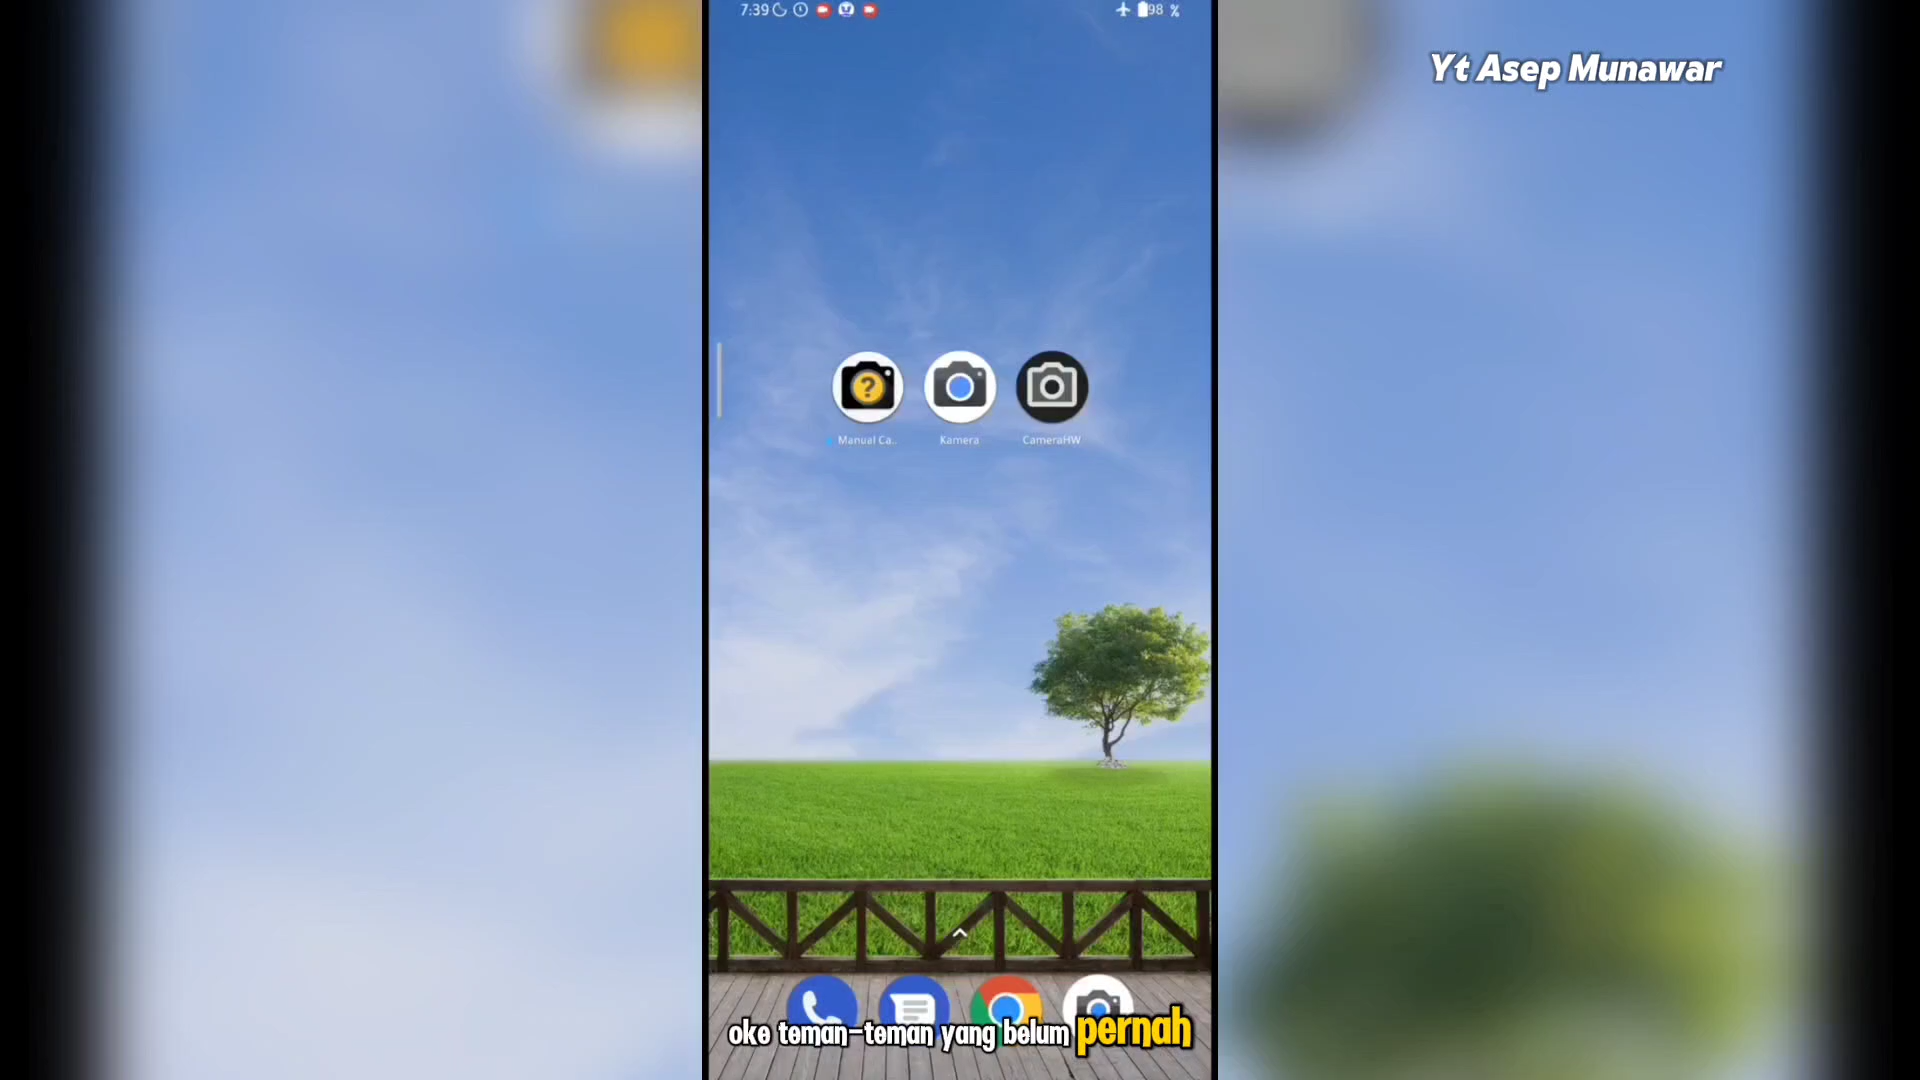 7:39
98 %
Yt Asep Munawar
?
Manual Ca..
Kamera
CameraHW
oke teman-teman yang belum pernah